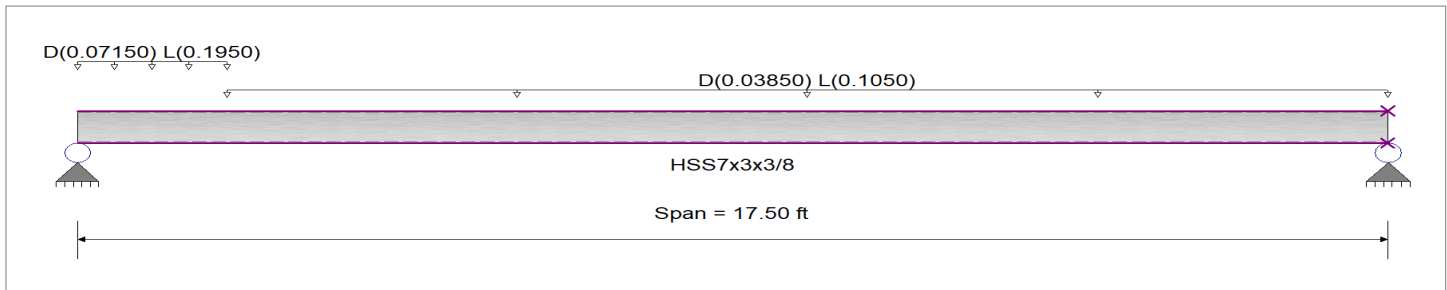 D(0.07150) L(0.1950)
D(0.03850) L(0.1050)
HSS7x3x3/8
Span = 17.50 ft